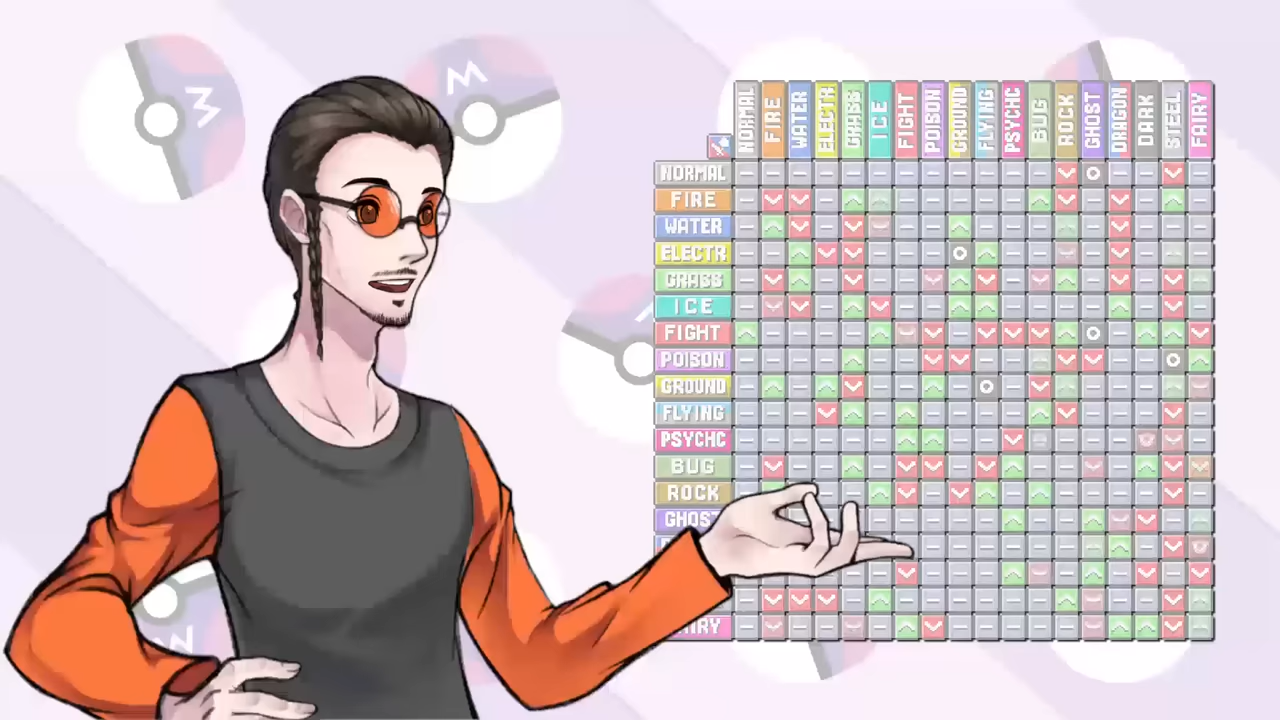 M
M
NORMAL
FIRE
WATER
ELECTR
GRASS
ICE
FIGHT
POISON
GROUND
FLYING
PSYCHC
BUG
ROCK
GHOST
DRAGON
DARK
STEEL
FAIRY
NORMAL
FIRE
WATER
ELECTR
GRASS
ICE
FIGHT
POISON
GROUND
FLYING
PSYCHC
BUG
ROCK
GHOST